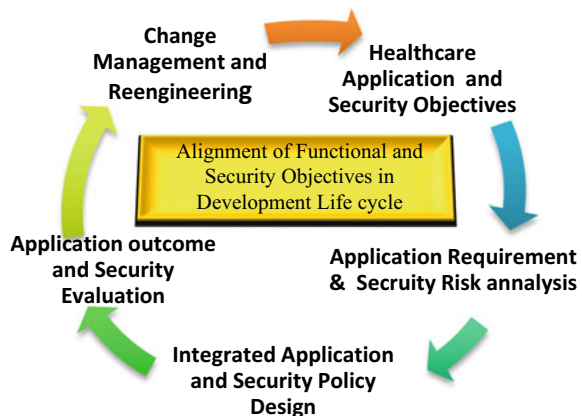 Change
Management and
Reengineering
Healthcare
Application and
Security Objectives
Alignment of Functional and
Security Objectives in
Development Life cycle
Application Requirement
& Secruity Risk annalysis
Integrated Application
and Security Policy
Design
Application outcome
and Security
Evaluation